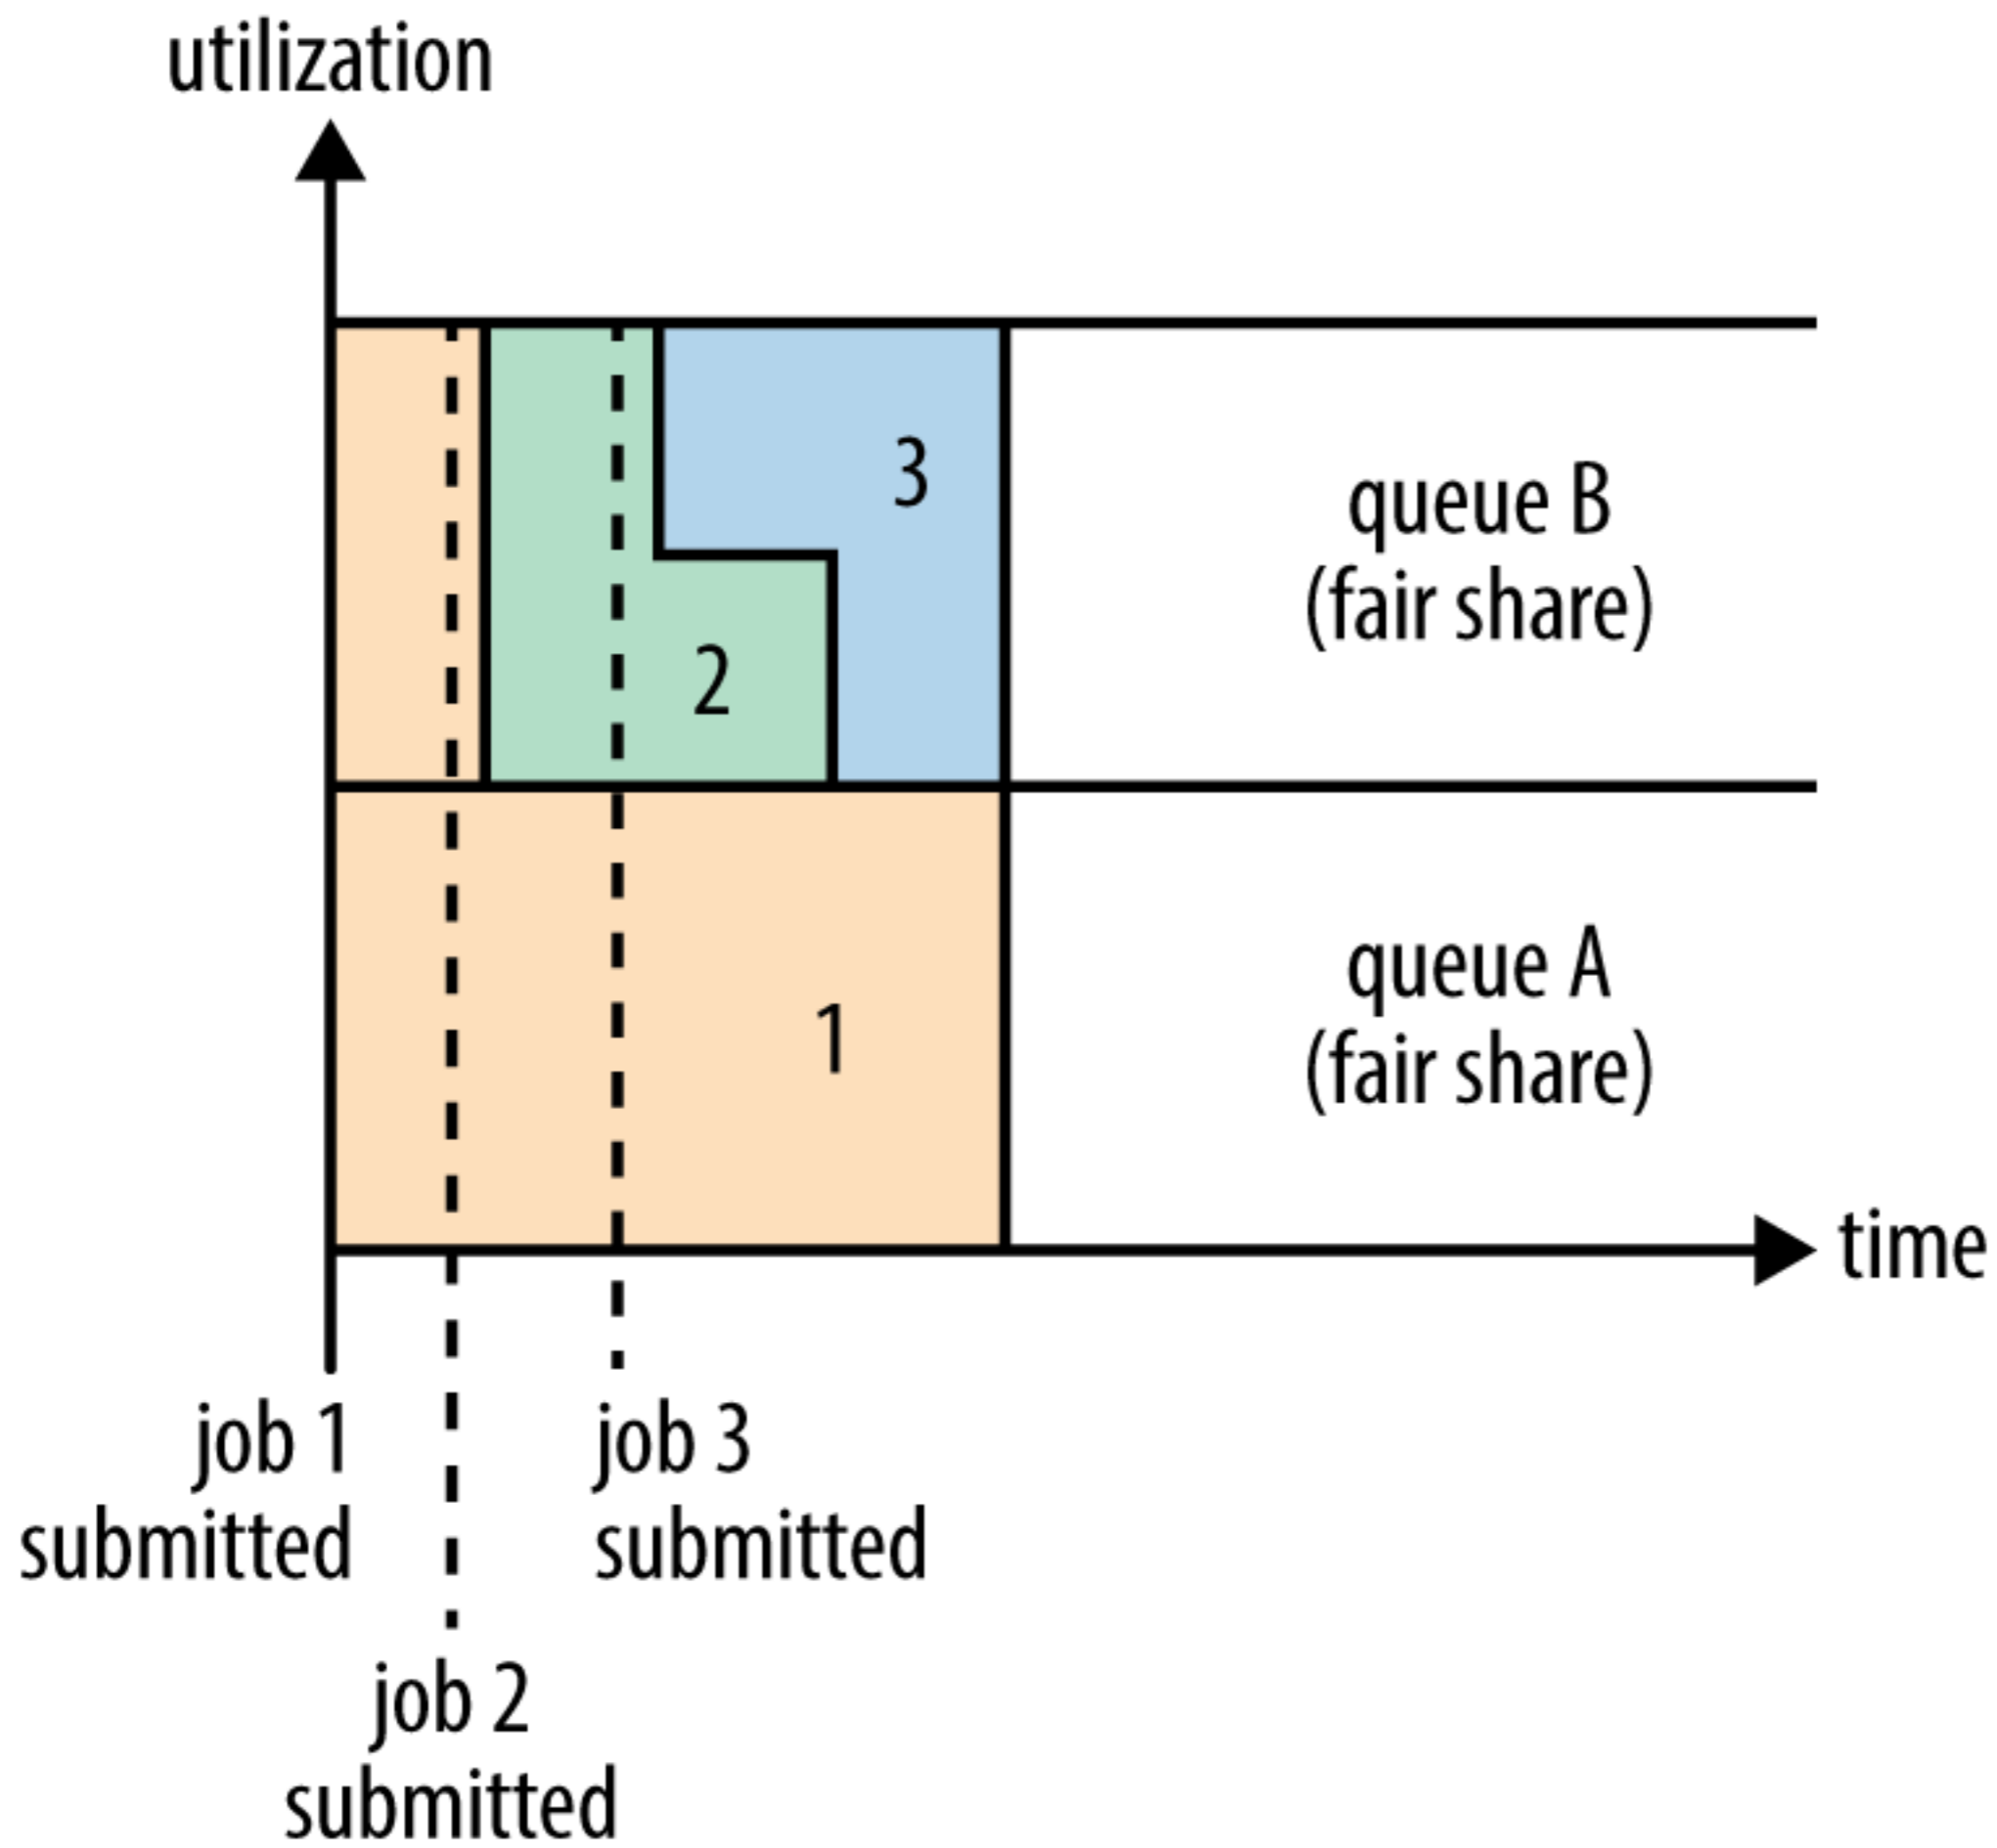 utilization
3
queue B
(fair share)
2
queue A
(fair share)
1
time
job 1
submitted
job 3
submitted
job 2
submitted